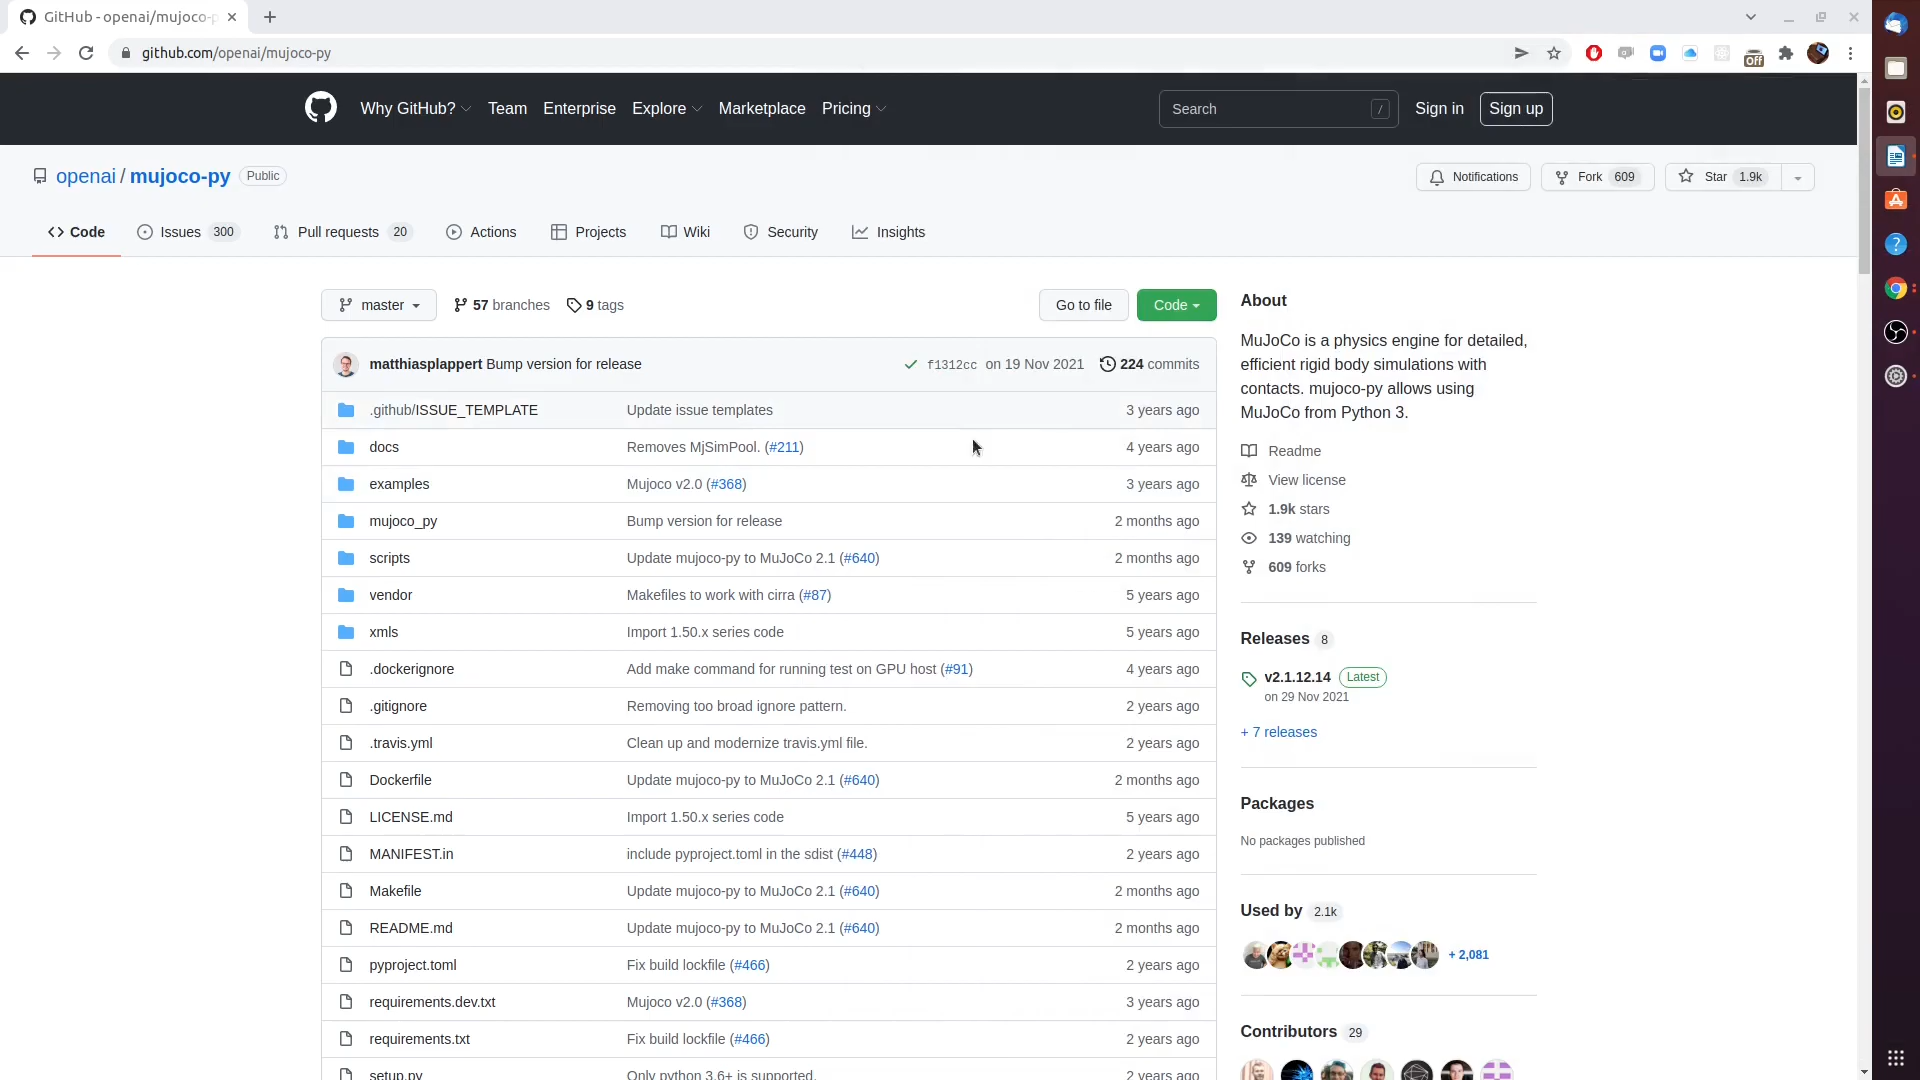 GitHub - openai/mujoco-p
github.com/openai/mujoco-py
Off
Why GitHub?
Team
Enterprise
Explore
Marketplace
Pricing
Search
/
Sign in
Sign up
openai / mujoco-py
Public
Notifications
Fork 609
Star 1.9k
Code
Issues 300
Pull requests 20
Actions
Projects
Wiki
Security
Insights
master
57 branches
9 tags
Go to file
Code
matthiasplappert Bump version for release
f1312cc on 19 Nov 2021
224 commits
.github/ISSUE_TEMPLATE Update issue templates 3 years ago
docs Removes MjSimPool. (#211) 4 years ago
examples Mujoco v2.0 (#368) 3 years ago
mujoco_py Bump version for release 2 months ago
scripts Update mujoco-py to MuJoCo 2.1 (#640) 2 months ago
vendor Makefiles to work with cirra (#87) 5 years ago
xmls Import 1.50.x series code 5 years ago
.dockerignore Add make command for running test on GPU host (#91) 4 years ago
.gitignore Removing too broad ignore pattern. 2 years ago
.travis.yml Clean up and modernize travis.yml file. 2 years ago
Dockerfile Update mujoco-py to MuJoCo 2.1 (#640) 2 months ago
LICENSE.md Import 1.50.x series code 5 years ago
MANIFEST.in include pyproject.toml in the sdist (#448) 2 years ago
Makefile Update mujoco-py to MuJoCo 2.1 (#640) 2 months ago
README.md Update mujoco-py to MuJoCo 2.1 (#640) 2 months ago
pyproject.toml Fix build lockfile (#466) 2 years ago
requirements.dev.txt Mujoco v2.0 (#368) 3 years ago
requirements.txt Fix build lockfile (#466) 2 years ago
setup.py Only python 3.6+ is supported. 2 years ago
About
MuJoCo is a physics engine for detailed,
efficient rigid body simulations with
contacts. mujoco-py allows using
MuJoCo from Python 3.
Readme
View license
1.9k stars
139 watching
609 forks
Releases 8
v2.1.12.14 Latest
on 29 Nov 2021
+ 7 releases
Packages
No packages published
Used by 2.1k
+ 2,081
Contributors 29